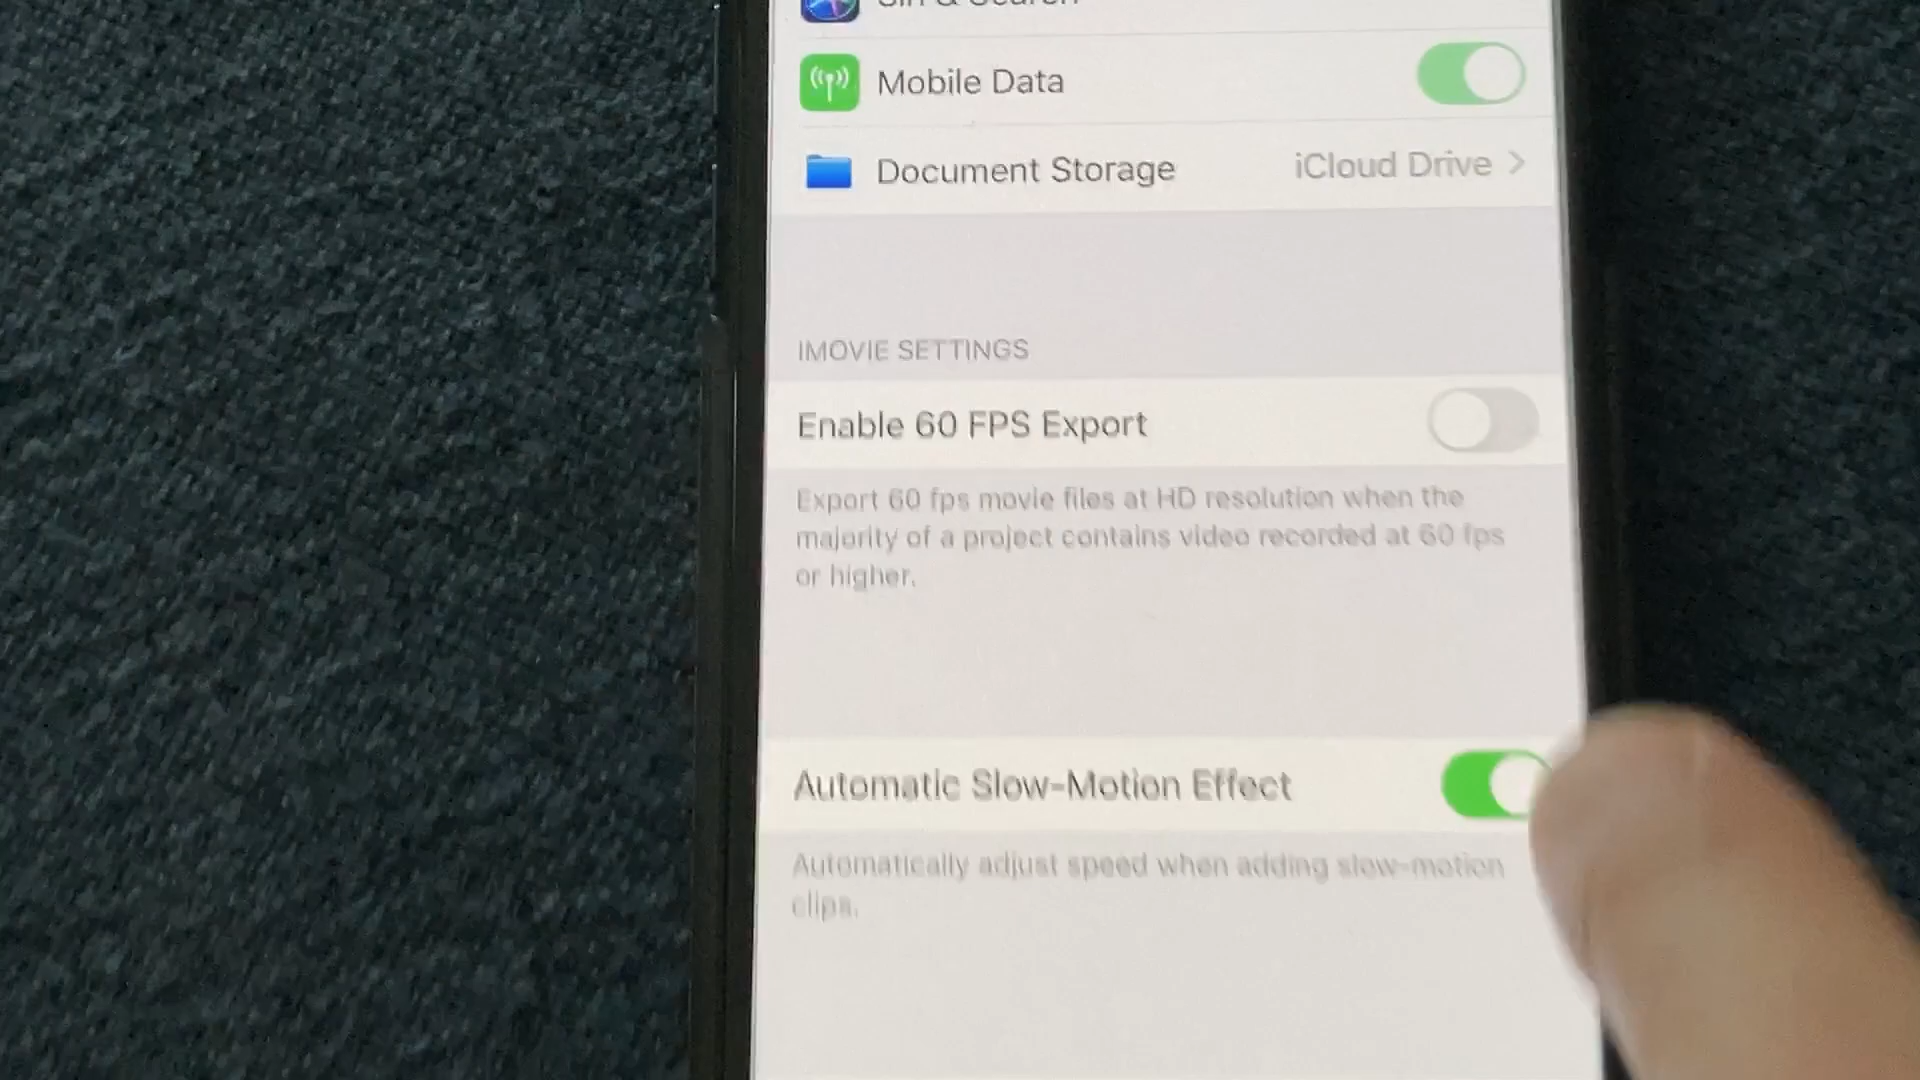 Siri & Search
Mobile Data
Document Storage iCloud Drive
IMOVIE SETTINGS
Enable 60 FPS Export
Export 60 fps movie files at HD resolution when the
majority of a project contains video recorded at 60 fps
or higher.
Automatic Slow-Motion Effect
Automatically adjust speed when adding slow-motion
clips.